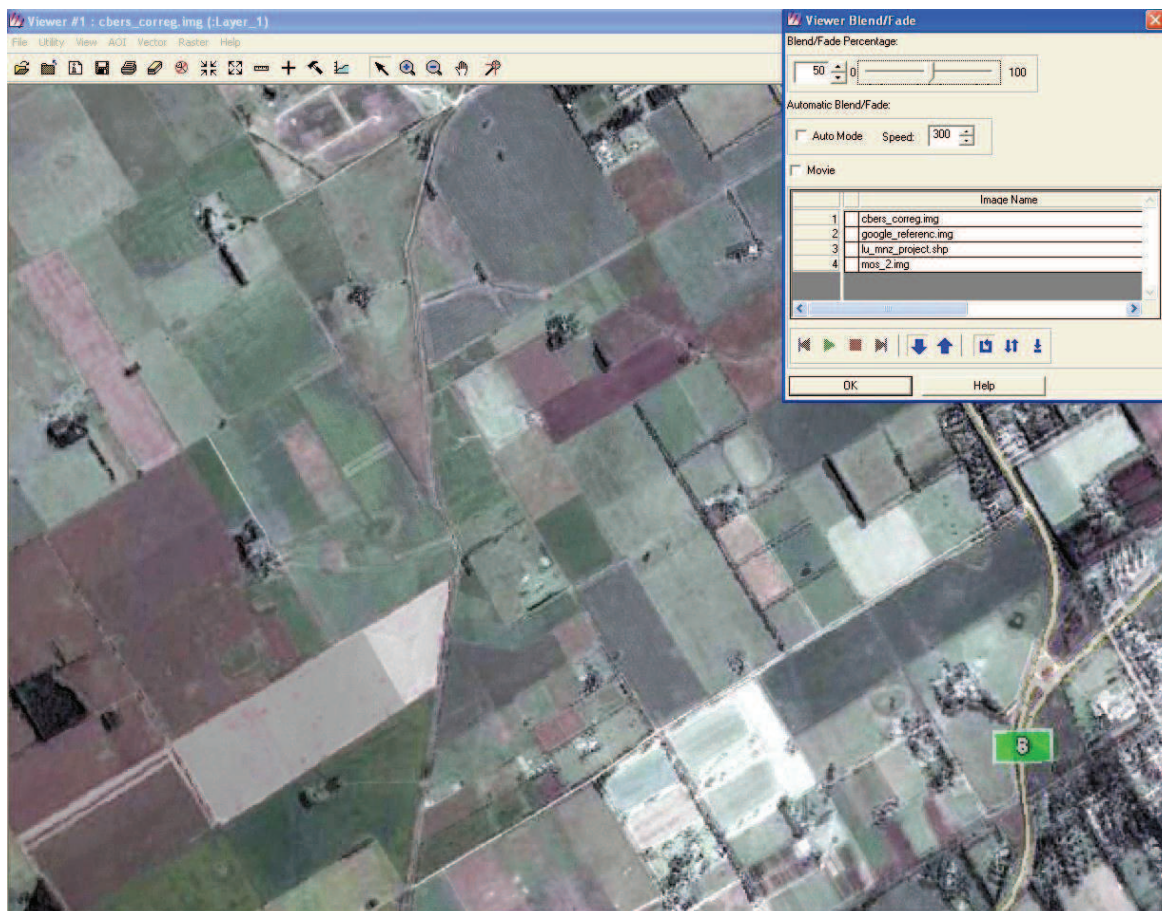 Viewer #1 : cbers_correg.img (:Layer_1)
File Utility View AOI Vector Raster Help
Viewer Blend/Fade
Blend/Fade Percentage:
50 0 100
Automatic Blend/Fade:
Auto Mode Speed: 300
Movie
Image Name
1 cbers_correg.img
2 google_referenc.img
3 lu_mnz_project.shp
4 mos_2.img
OK Help